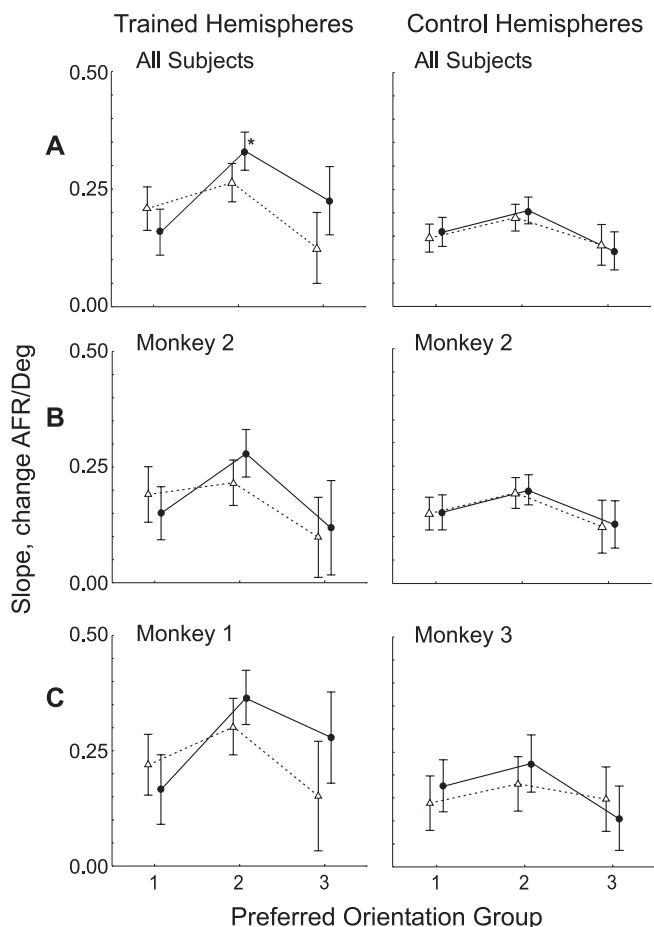 Trained Hemispheres
Control Hemispheres
All Subjects
All Subjects
A
0.50
0.25
0.00
*
Monkey 2
Monkey 2
B
0.50
0.25
0.00
Slope, change AFR/Deg
Monkey 1
Monkey 3
C
0.50
0.25
0.00
1 2 3
1 2 3
Preferred Orientation Group